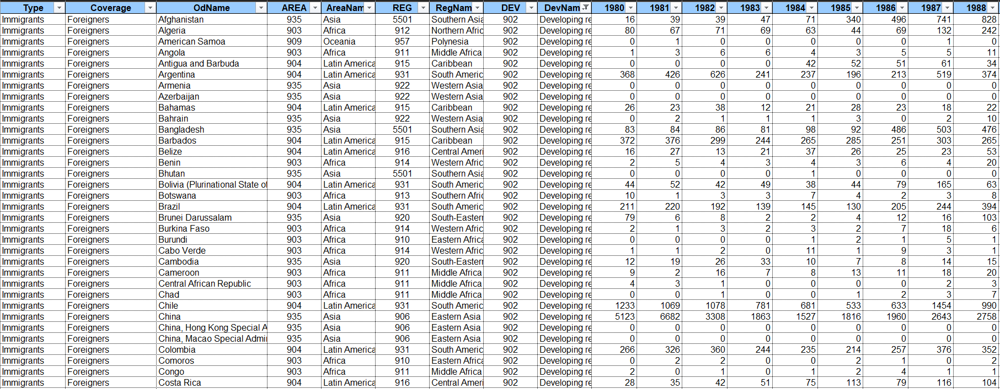 Type Coverage OdName AREA AreaNam REG RegNam DEV DevNam 1980 1981 1982 1983 1984 1985 1986 1987 1988
Immigrants Foreigners Afghanistan 935 Asia 5501 Southern Asia 902 Developing re 16 39 39 47 71 340 496 741 828
Immigrants Foreigners Algeria 903 Africa 912 Northern Afric 902 Developing re 80 67 71 69 63 44 69 132 242
Immigrants Foreigners American Samoa 909 Oceania 957 Polynesia 902 Developing re 0 1 0 0 0 0 0 1 0
Immigrants Foreigners Angola 903 Africa 911 Middle Africa 902 Developing re 1 3 6 6 4 3 5 5 11
Immigrants Foreigners Antigua and Barbuda 904 Latin America 915 Caribbean 902 Developing re 0 0 0 0 42 52 51 61 34
Immigrants Foreigners Argentina 904 Latin America 931 South Americ 902 Developing re 368 426 626 241 237 196 213 519 374
Immigrants Foreigners Armenia 935 Asia 922 Western Asia 902 Developing re 0 0 0 0 0 0 0 0 0
Immigrants Foreigners Azerbaijan 935 Asia 922 Western Asia 902 Developing re 0 0 0 0 0 0 0 0 0
Immigrants Foreigners Bahamas 904 Latin America 915 Caribbean 902 Developing re 26 23 38 12 21 28 23 18 22
Immigrants Foreigners Bahrain 935 Asia 922 Western Asia 902 Developing re 0 2 1 1 1 3 0 2 10
Immigrants Foreigners Bangladesh 935 Asia 5501 Southern Asia 902 Developing re 83 84 86 81 98 92 486 503 476
Immigrants Foreigners Barbados 904 Latin America 915 Caribbean 902 Developing re 372 376 299 244 265 285 251 303 265
Immigrants Foreigners Belize 904 Latin America 916 Central Ameri 902 Developing re 16 27 13 21 37 26 25 23 53
Immigrants Foreigners Benin 903 Africa 914 Western Afric 902 Developing re 2 5 4 3 4 3 6 4 20
Immigrants Foreigners Bhutan 935 Asia 5501 Southern Asia 902 Developing re 0 0 0 0 1 0 0 0 0
Immigrants Foreigners Bolivia (Plurinational State of 904 Latin America 931 South Americ 902 Developing re 44 52 42 49 38 44 79 165 63
Immigrants Foreigners Botswana 903 Africa 913 Southern Afric 902 Developing re 10 1 3 3 7 4 2 3 8
Immigrants Foreigners Brazil 904 Latin America 931 South Americ 902 Developing re 211 220 192 139 145 130 205 244 394
Immigrants Foreigners Brunei Darussalam 935 Asia 920 South-Eastern 902 Developing re 79 6 8 2 2 4 12 16 103
Immigrants Foreigners Burkina Faso 903 Africa 914 Western Afric 902 Developing re 2 1 3 2 3 2 7 18 6
Immigrants Foreigners Burundi 903 Africa 910 Eastern Africa 902 Developing re 0 0 0 0 1 2 1 5 1
Immigrants Foreigners Cabo Verde 903 Africa 914 Western Afric 902 Developing re 1 1 2 0 11 1 9 3 1
Immigrants Foreigners Cambodia 935 Asia 920 South-Eastern 902 Developing re 12 19 26 33 10 7 8 14 15
Immigrants Foreigners Cameroon 903 Africa 911 Middle Africa 902 Developing re 9 2 16 7 8 13 11 18 20
Immigrants Foreigners Central African Republic 903 Africa 911 Middle Africa 902 Developing re 4 3 1 0 0 0 0 2 3
Immigrants Foreigners Chad 903 Africa 911 Middle Africa 902 Developing re 0 0 1 0 0 1 2 3 7
Immigrants Foreigners Chile 904 Latin America 931 South Americ 902 Developing re 1233 1069 1078 781 681 533 633 1454 990
Immigrants Foreigners China 935 Asia 906 Eastern Asia 902 Developing re 5123 6682 3308 1863 1527 1816 1960 2643 2758
Immigrants Foreigners China, Hong Kong Special A 935 Asia 906 Eastern Asia 902 Developing re 0 0 0 0 0 0 0 0 0
Immigrants Foreigners China, Macao Special Admi 935 Asia 906 Eastern Asia 902 Developing re 0 0 0 0 0 0 0 0 0
Immigrants Foreigners Colombia 904 Latin America 931 South Americ 902 Developing re 266 326 360 244 235 214 257 376 352
Immigrants Foreigners Comoros 903 Africa 910 Eastern Africa 902 Developing re 0 2 2 0 0 2 1 0 2
Immigrants Foreigners Congo 903 Africa 911 Middle Africa 902 Developing re 2 0 1 0 1 2 4 1 1
Immigrants Foreigners Costa Rica 904 Latin America 916 Central Ameri 902 Developing re 28 35 42 51 75 113 79 116 104